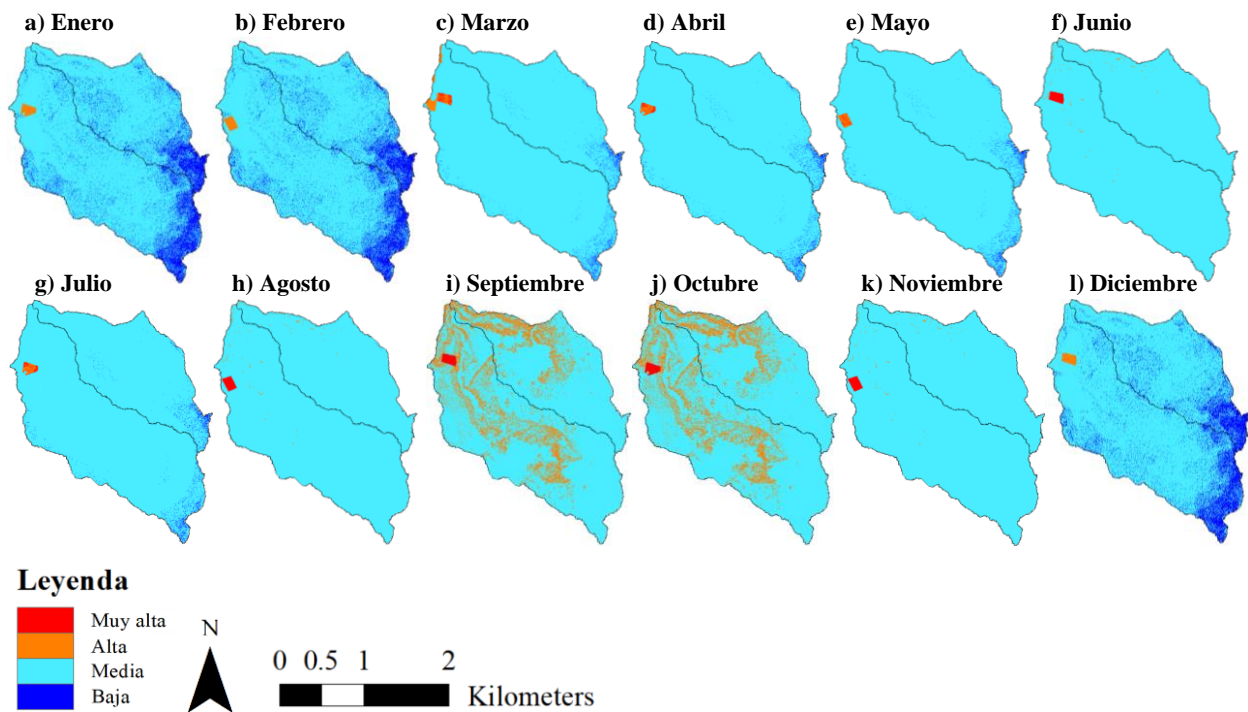 a) Enero
b) Febrero
c) Marzo
d) Abril
e) Mayo
f) Junio
g) Julio
h) Agosto
i) Septiembre
j) Octubre
k) Noviembre
l) Diciembre
Leyenda
Muy alta
Alta
Media
Baja
N
0 0.5 1 2
Kilometers